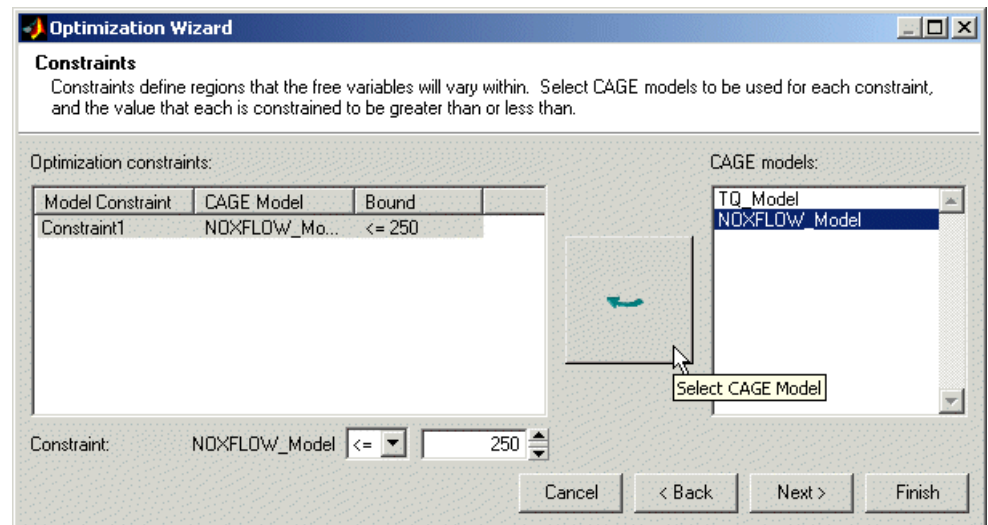 Optimization Wizard
Constraints
Constraints define regions that the free variables will vary within. Select CAGE models to be used for each constraint,
and the value that each is constrained to be greater than or less than.
Optimization constraints:
CAGE models:
Model Constraint CAGE Model Bound
Constraint1 NOXFLOW_Mo... <= 250
TQ_Model
NOXFLOW_Model
Select CAGE Model
Constraint: NOXFLOW_Model <= 250
Cancel < Back Next > Finish